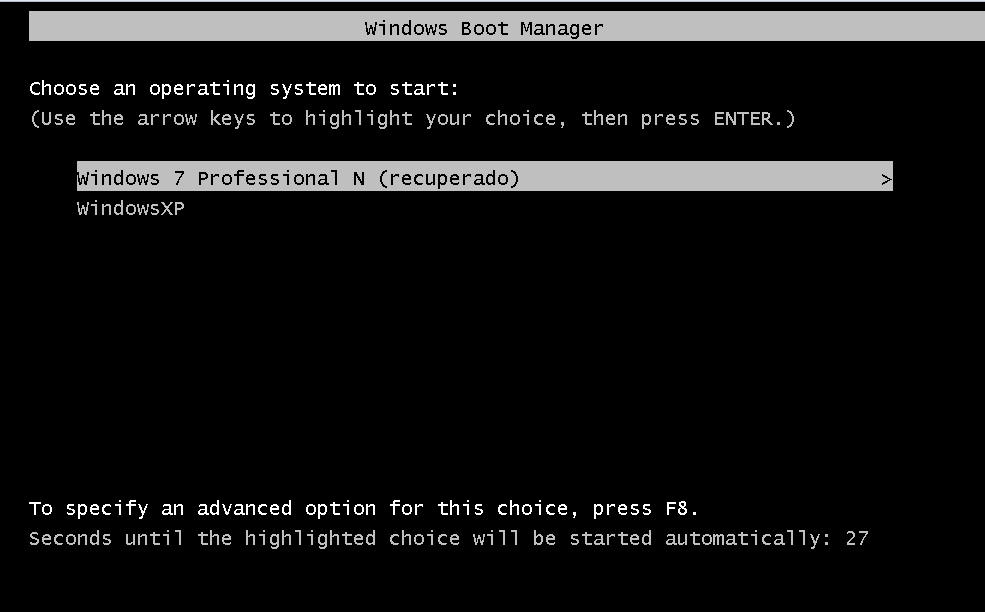 Windows Boot Manager
Choose an operating system to start:
(Use the arrow keys to highlight your choice, then press ENTER.)
Windows 7 Professional N (recuperado) >
WindowsXP
To specify an advanced option for this choice, press F8.
Seconds until the highlighted choice will be started automatically: 27